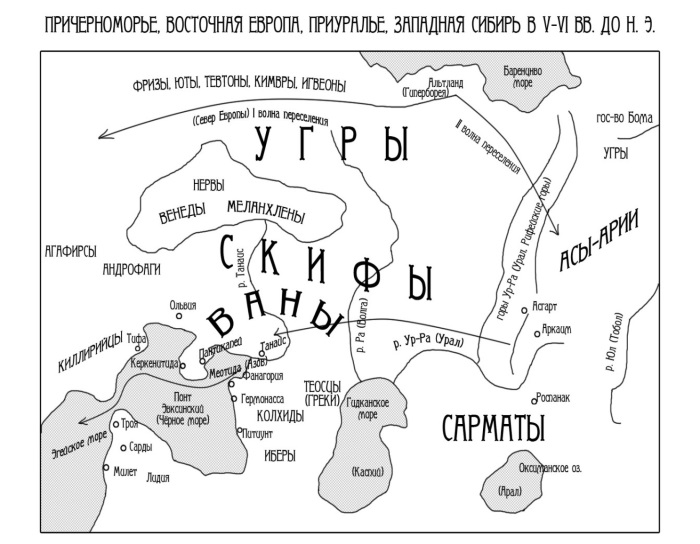 ПРИЧЕРНОМОРЬЕ, ВОСТОЧНАЯ ЕВРОПА, ПРИУРАЛЬЕ, ЗАПАДНАЯ СИБИРЬ В V-VI ВВ. ДО Н. Э.
Баренцево
море
Альтланд
(Гиперборея)
ФРИЗЫ, ЮТЫ, ТЕВТОНЫ, КИМВРЫ, ИГВЕОНЫ
(Север Европы) I волна переселения
гос-во Бома
УГРЫ
УГРЫ
II волна переселения
НЕРВЫ
ВЕНЕДЫ
МЕЛАНХЛЕНЫ
горы Ур-Ра (Урал, Рифейские горы)
АСЫ-АРИИ
АГАФИРСЫ
АНДРОФАГИ
СКИФЫ
р. Танаис
ВАНЫ
р. Ра (Волга)
р. Ур-Ра (Урал)
Асгарт
Аркаим
р. Юл (Тобол)
Ольвия
КИЛЛИРИЙЦЫ
Тифа
Керкенитида
Пантикапей
Танаис
Меотида (Азов)
Фанагория
Гермонасса
КОЛХИДЫ
Питиунт
ИБЕРЫ
Понт
Эвксинский
(Чёрное море)
ТЕОСЦЫ
(ГРЕКИ)
Гидканское
море
(Каспий)
САРМАТЫ
Оксианское оз.
(Арал)
Эгейское море
Троя
Сарды
Милет
Лидия